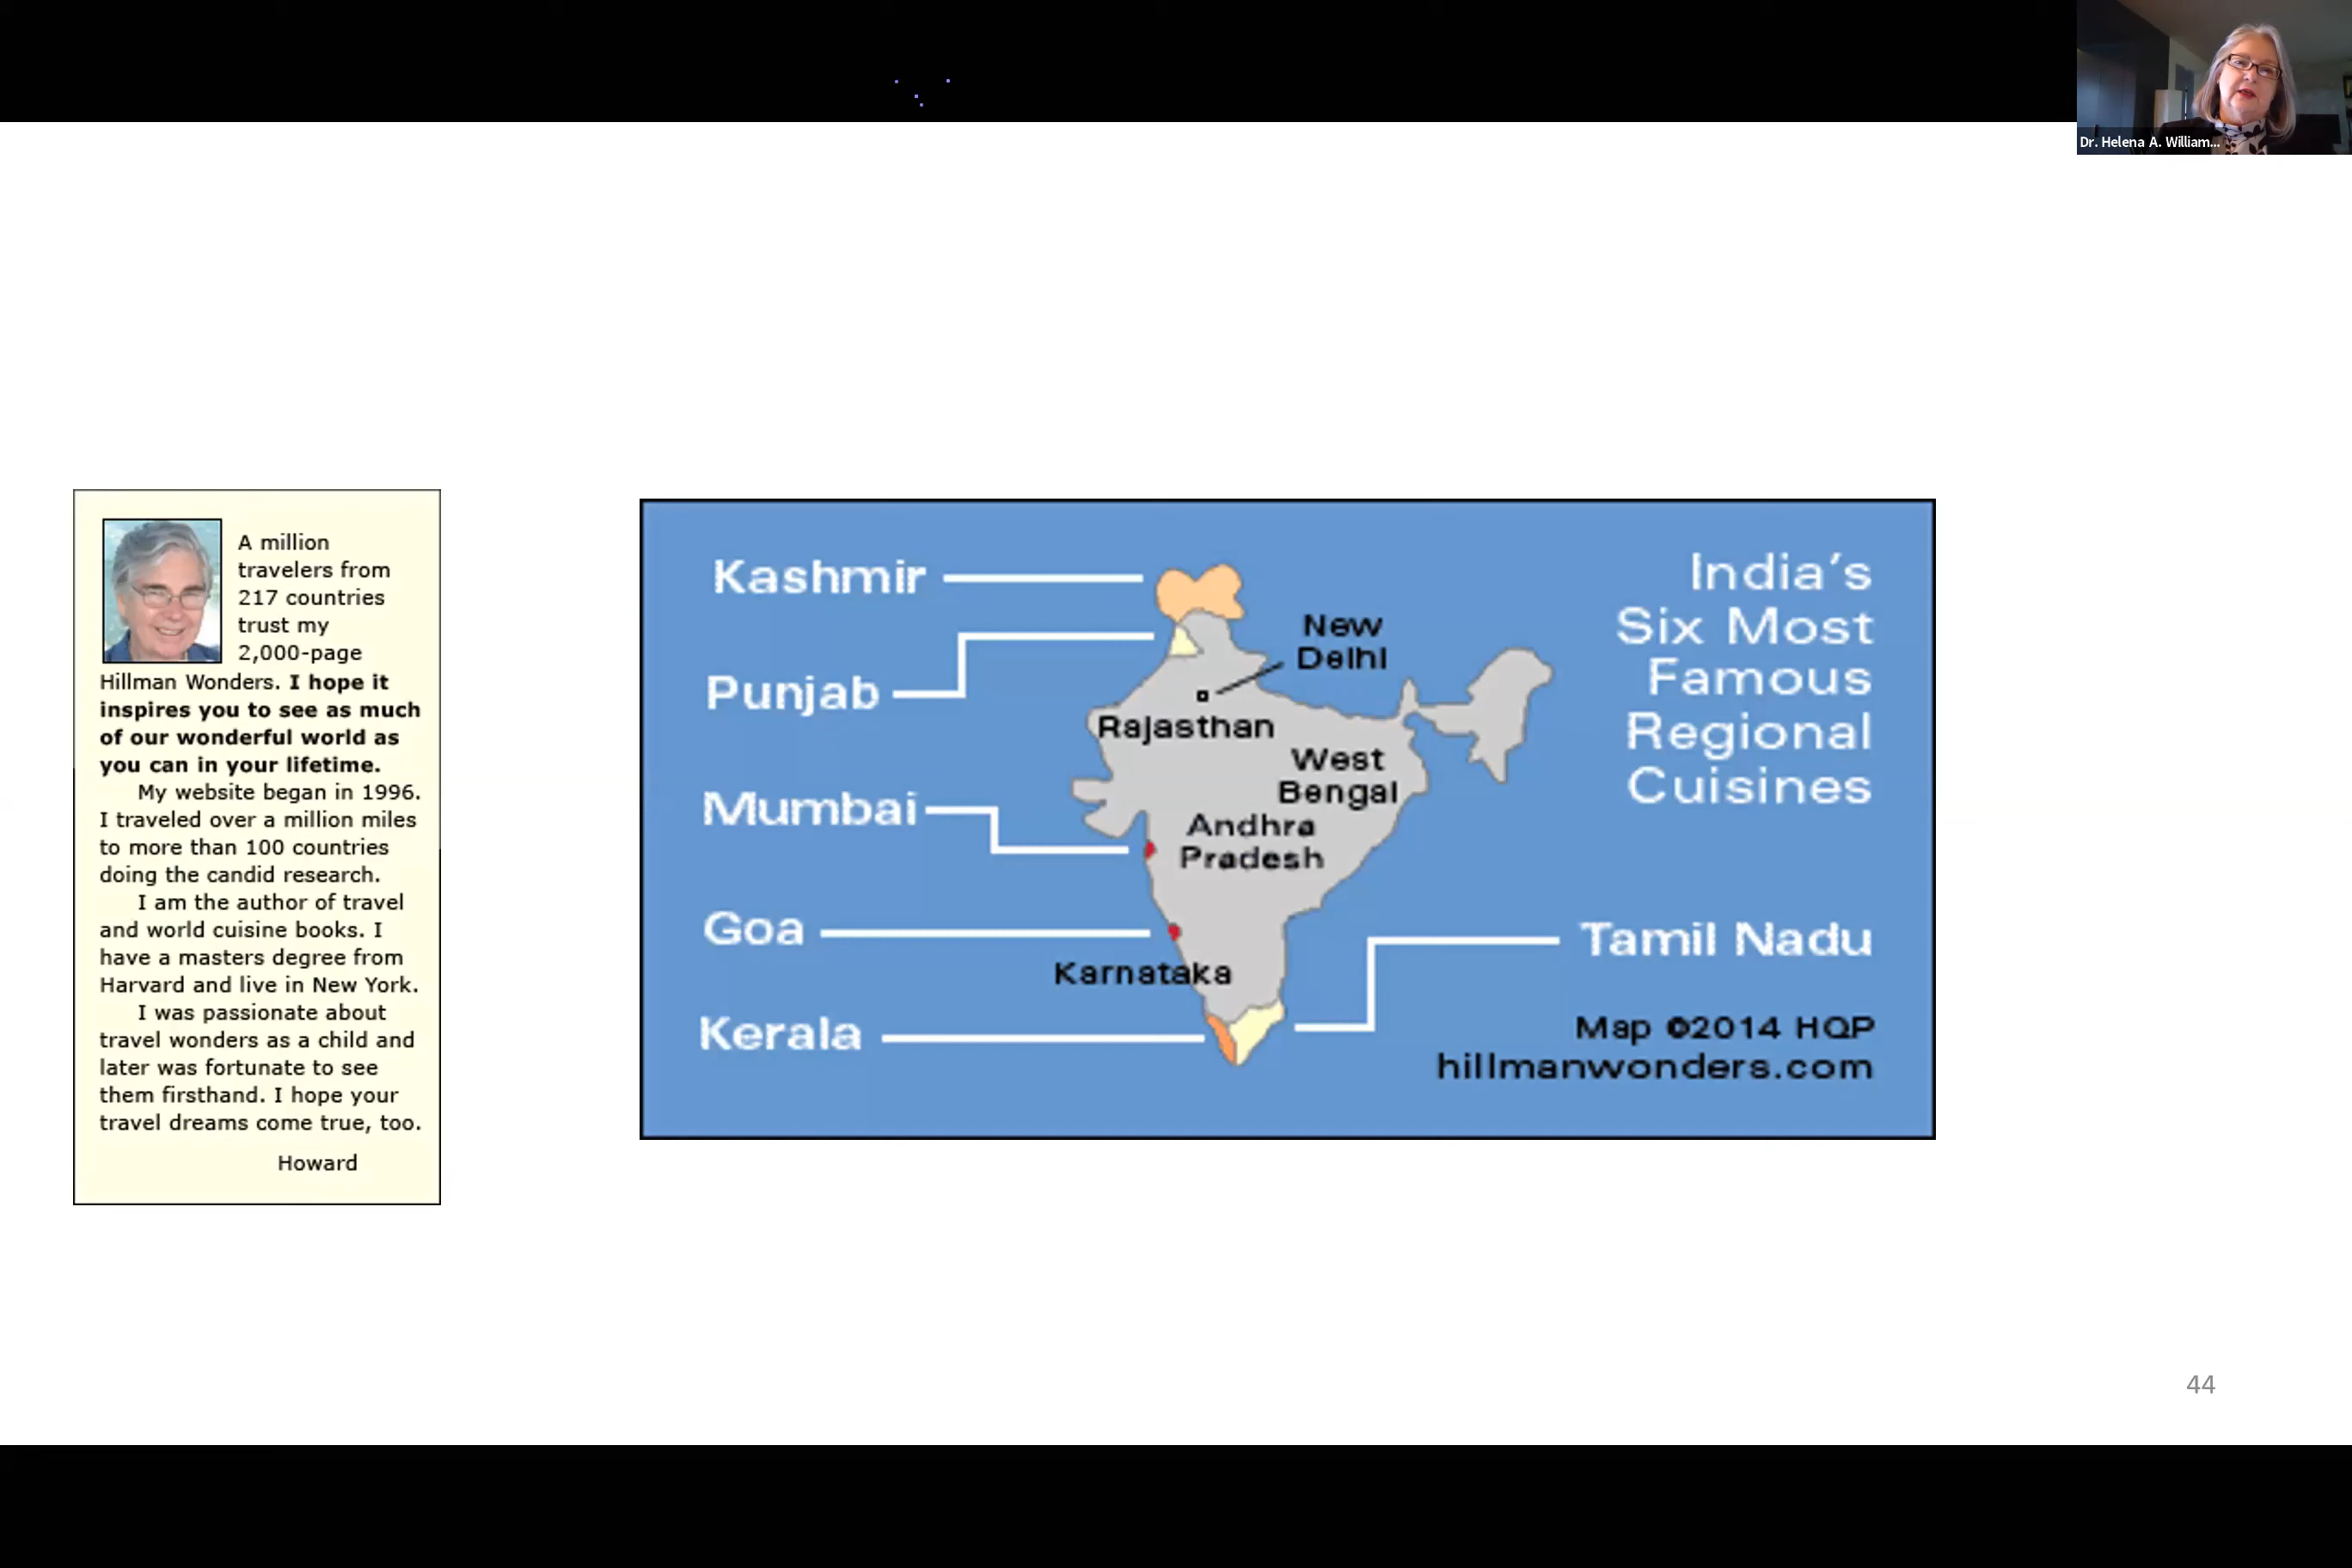 Dr. Helena A. William...
A million
travelers from
217 countries
trust my
2,000-page
Hillman Wonders. I hope it
inspires you to see as much
of our wonderful world as
you can in your lifetime.
My website began in 1996.
I traveled over a million miles
to more than 100 countries
doing the candid research.
I am the author of travel
and world cuisine books. I
have a masters degree from
Harvard and live in New York.
I was passionate about
travel wonders as a child and
later was fortunate to see
them firsthand. I hope your
travel dreams come true, too.
Howard
Kashmir
Punjab
Mumbai
Goa
Kerala
New
Delhi
Rajasthan
West
Bengal
Andhra
Pradesh
Karnataka
India's
Six Most
Famous
Regional
Cuisines
Tamil Nadu
Map ©2014 HQP
hillmanwonders.com
44